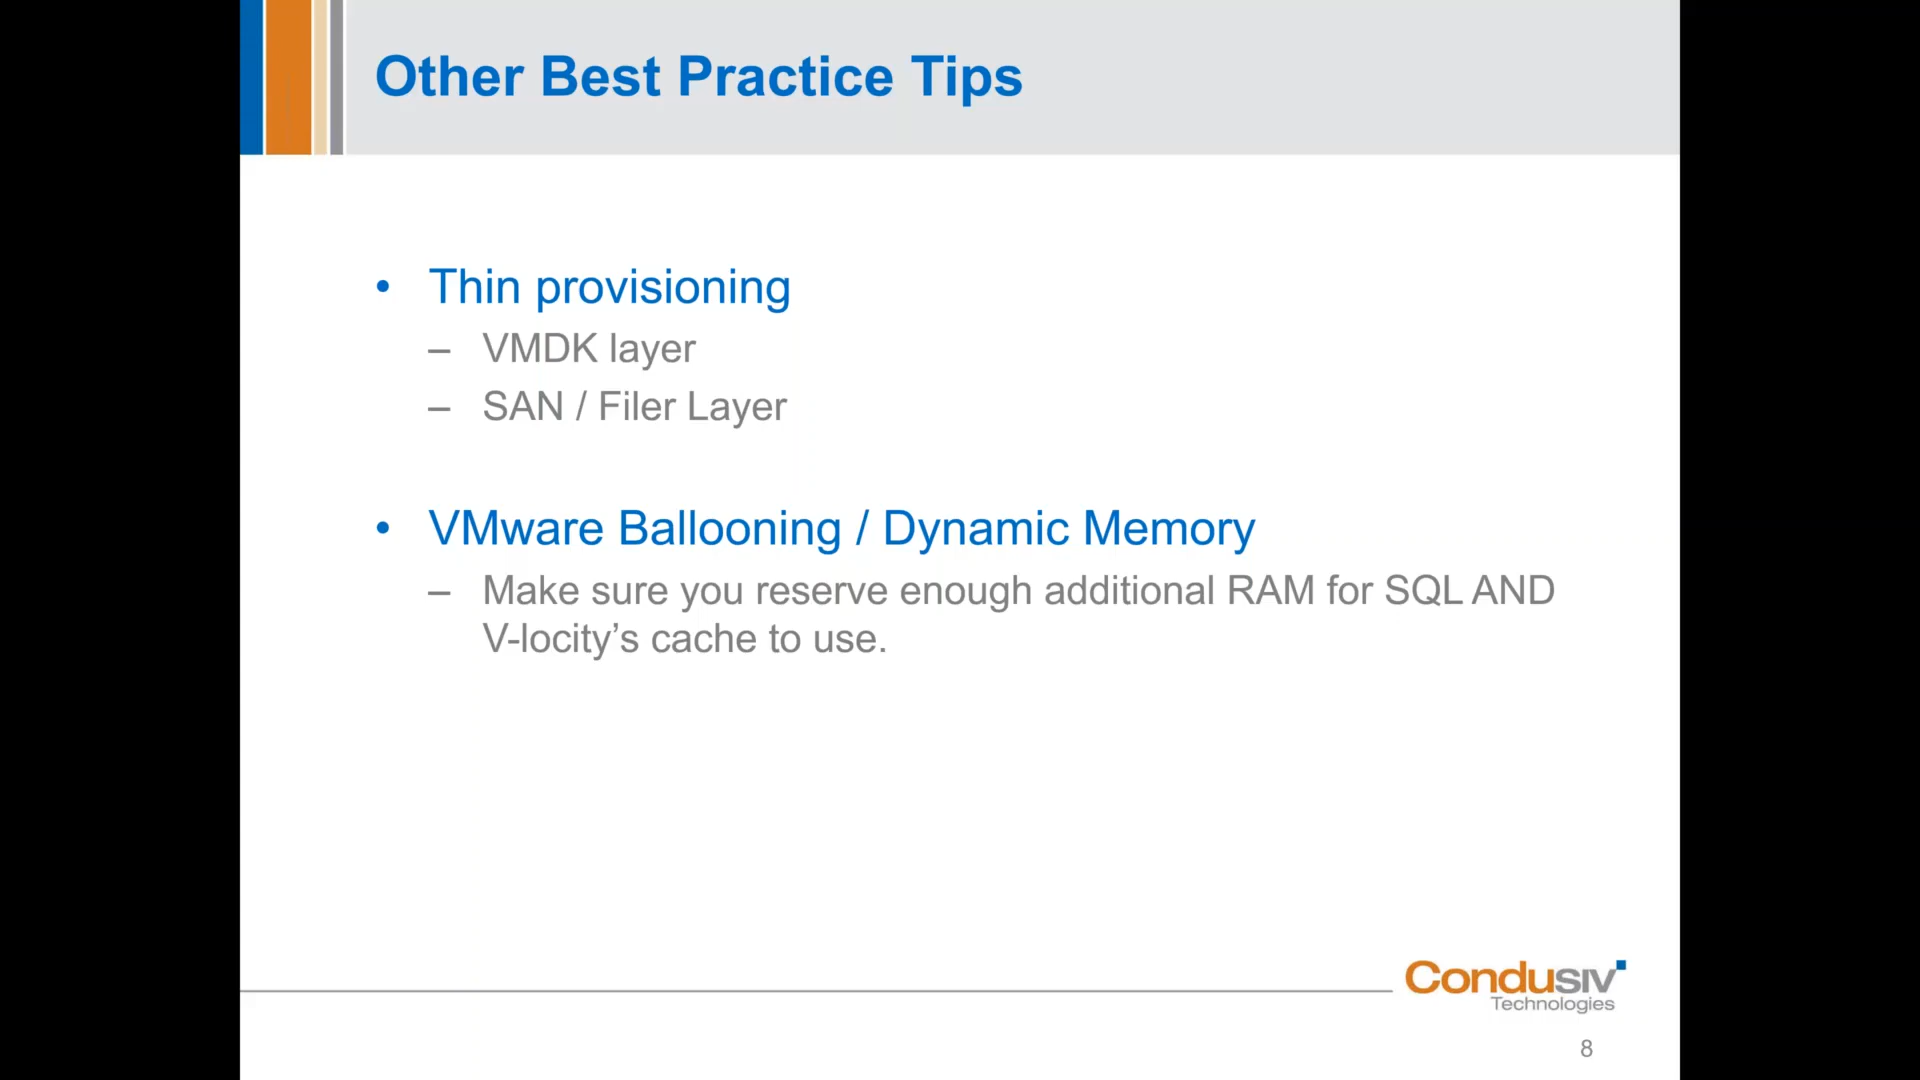 Other Best Practice Tips
• Thin provisioning
– VMDK layer
– SAN / Filer Layer
• VMware Ballooning / Dynamic Memory
– Make sure you reserve enough additional RAM for SQL AND
V-locity’s cache to use.
Condusiv
Technologies
8